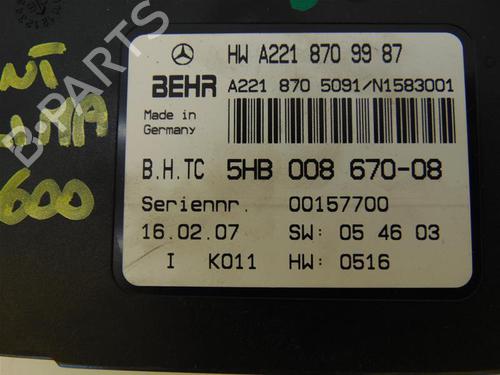 HW A221 870 99 87
BEHR A221 870 5091/N1583001
Made in
Germany
B.H.TC 5HB 008 670-08
Seriennr. 00157700
16.02.07 SW: 05 46 03
I K011 HW: 0516
600
B-Parts